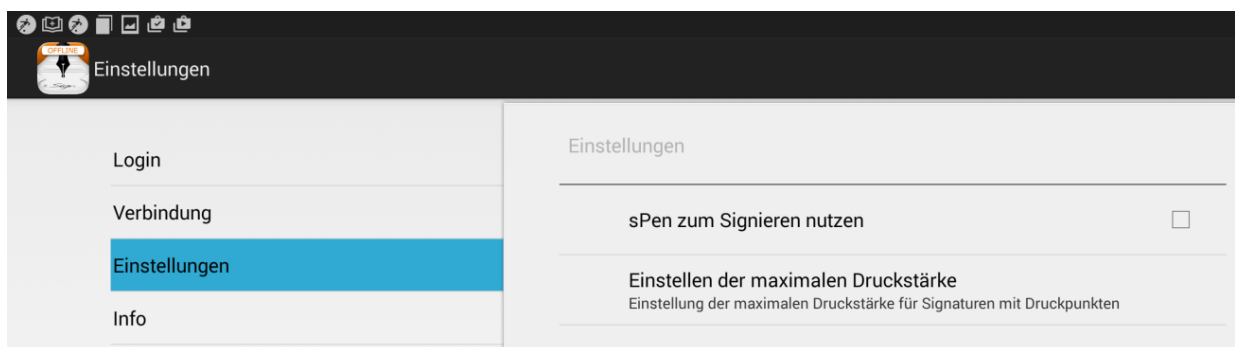 OFFLINE
Einstellungen
Login
Verbindung
Einstellungen
Info
Einstellungen
sPen zum Signieren nutzen
Einstellen der maximalen Druckstärke
Einstellung der maximalen Druckstärke für Signaturen mit Druckpunkten